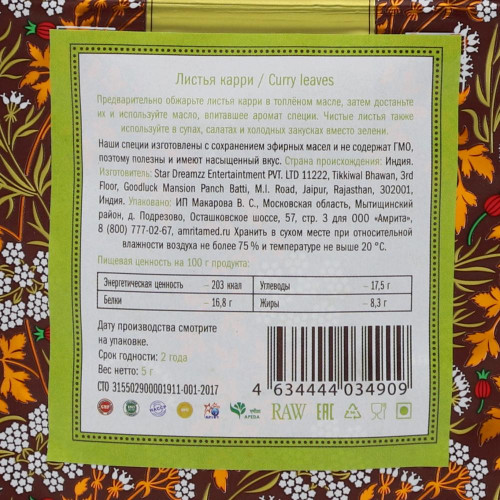 Листья карри / Curry leaves
Предварительно обжарьте листья карри в топлёном масле, затем достаньте
их и используйте масло, впитавшее аромат специи. Чистые листья также
используйте в супах, салатах и холодных закусках вместо зелени.
Наши специи изготовлены с сохранением эфирных масел и не содержат ГМО,
поэтому полезны и имеют насыщенный вкус. Страна происхождения: Индия.
Изготовитель: Star Dreamzz Entertaintment PVT. LTD 11222, Tikkiwal Bhawan, 3rd
Floor, Goodluck Mansion Panch Batti, M.I. Road, Jaipur, Rajasthan, 302001,
Индия. Упаковано: ИП Макарова В. С., Московская область, Мытищинский
район, д. Подрезово, Осташковское шоссе, 57, стр. 3 для ООО «Амрита».
8 (800) 777-02-67, amritamed.ru Хранить в сухом месте при относительной
влажности воздуха не более 75 % и температуре не выше 20 °С.
Пищевая ценность на 100 г продукта:
Энергетическая ценность – 203 ккал Углеводы – 17,5 г
Белки – 16,8 г Жиры – 8,3 г
Дату производства смотрите
на упаковке.
Срок годности: 2 года
Вес нетто: 5 г
СТО 315502900001911-001-2017
4 634444 034909
RAW EAC